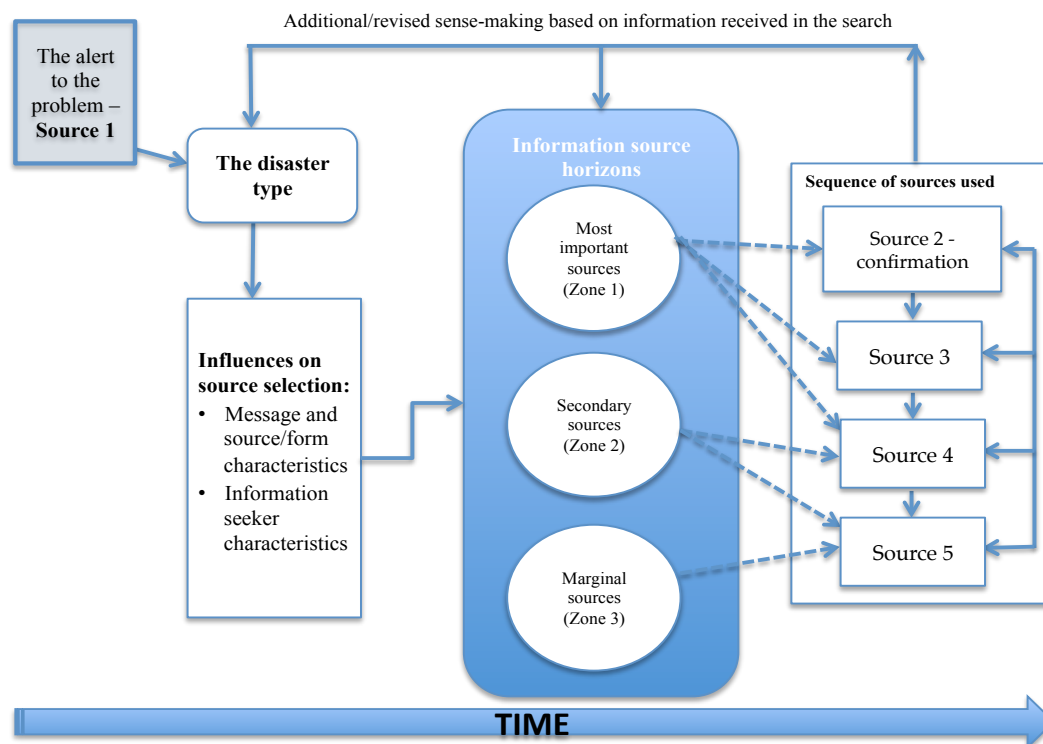 Additional/revised sense-making based on information received in the search
The alert
to the
problem –
Source 1
The disaster
type
Influences on
source selection:
• Message and
source/form
characteristics
• Information
seeker
characteristics
Information source
horizons
Most
important
sources
(Zone 1)
Secondary
sources
(Zone 2)
Marginal
sources
(Zone 3)
Sequence of sources used
Source 2 -
confirmation
Source 3
Source 4
Source 5
TIME